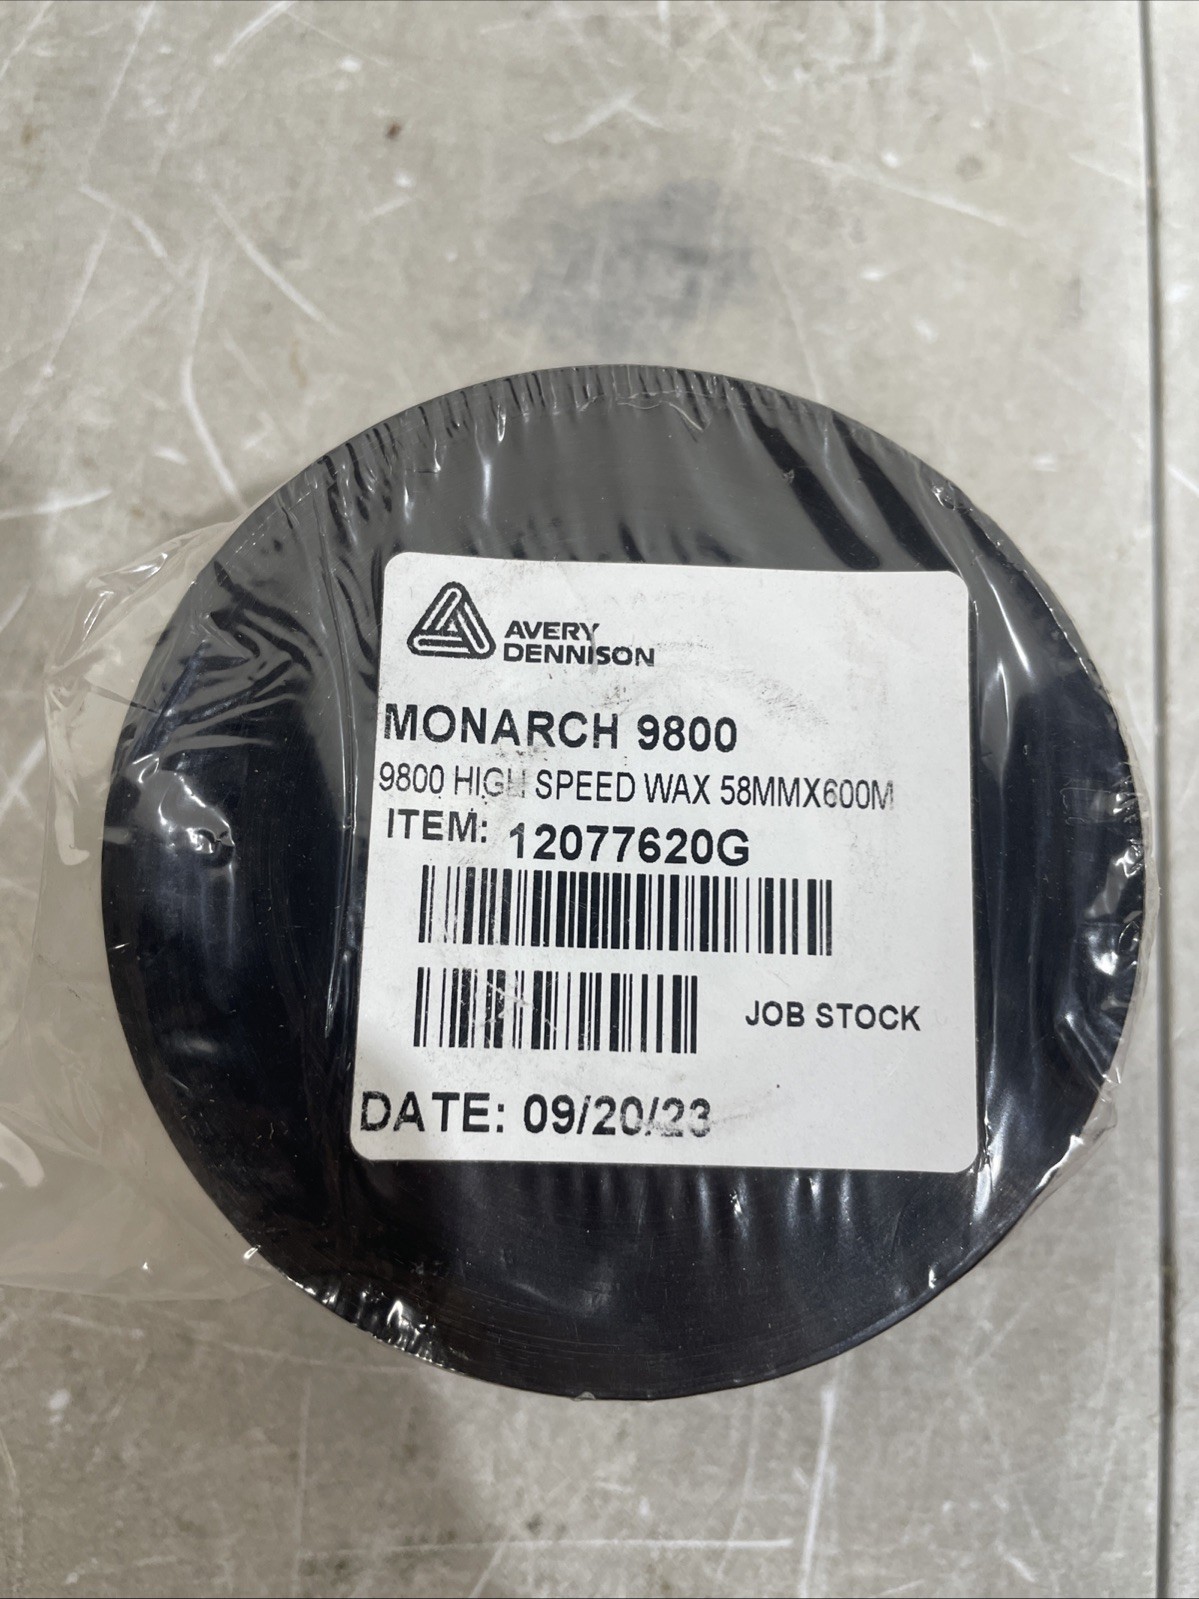 AVERY
DENNISON
MONARCH 9800
9800 HIGH SPEED WAX 58MMX600M
ITEM: 12077620G
JOB STOCK
DATE: 09/20/23